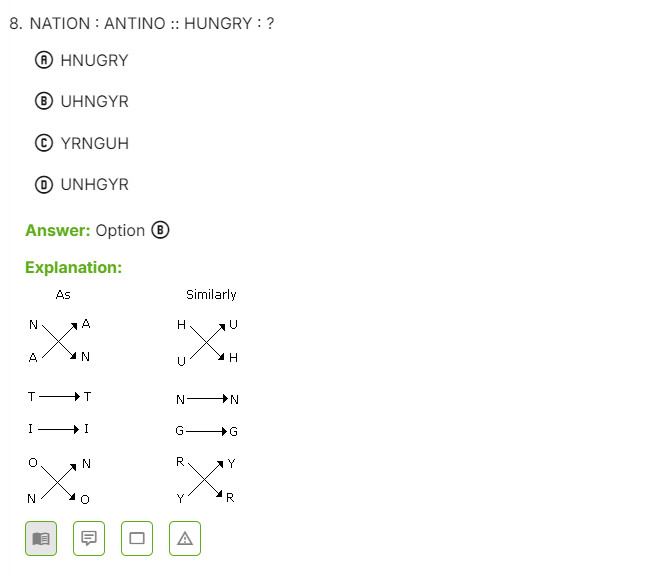 8. NATION : ANTINO :: HUNGRY : ?
A HNUGRY
B UHNGYR
C YRNGUH
D UNHGYR
Answer: Option B
Explanation:
As Similarly
N A H U
A N U H
T T N N
I I G G
O N R Y
N O Y R